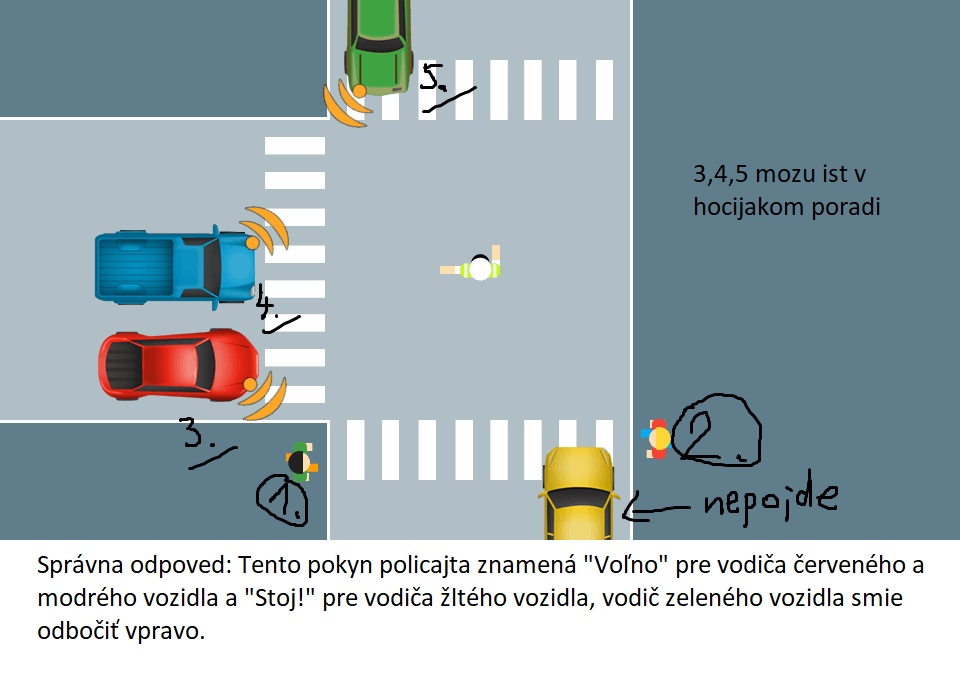 5.
3,4,5 mozu ist v
hocijakom poradi
4.
3.
1.
2.
nepojde
Správna odpoved: Tento pokyn policajta znamená "Voľno" pre vodiča červeného a
modrého vozidla a "Stoj!" pre vodiča žltého vozidla, vodič zeleného vozidla smie
odbočiť vpravo.